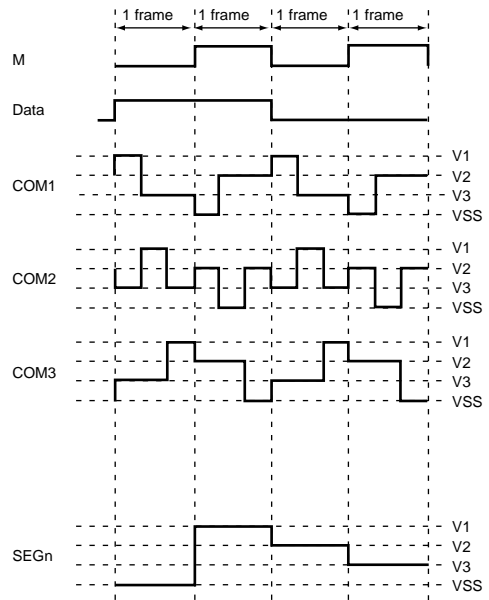 1 frame 1 frame 1 frame 1 frame
M
Data
COM1
V1
V2
V3
VSS
COM2
V1
V2
V3
VSS
COM3
V1
V2
V3
VSS
SEGn
V1
V2
V3
VSS